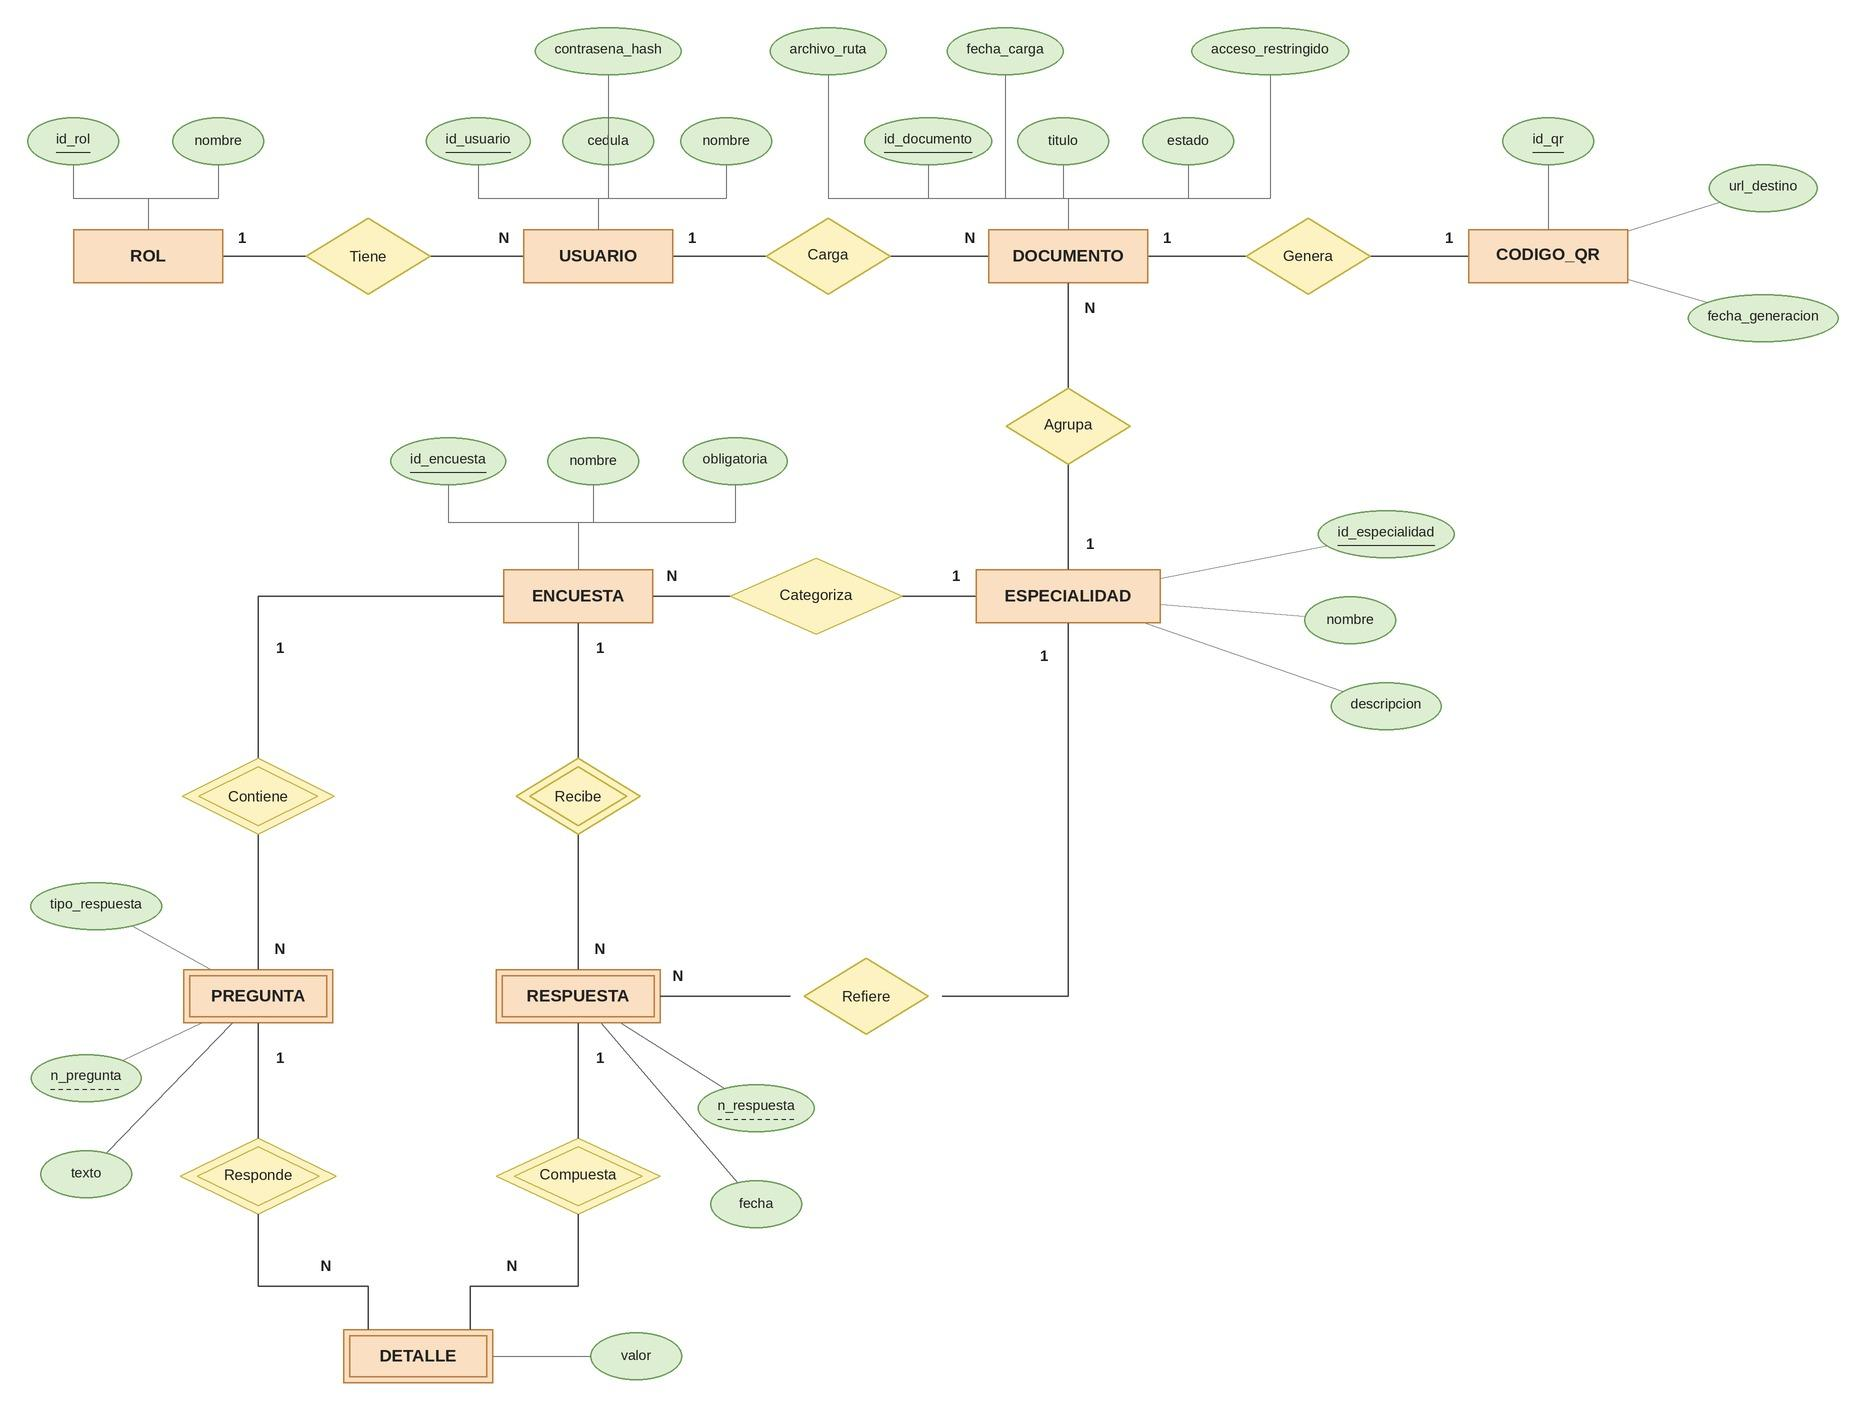 contrasena_hash
archivo_ruta
fecha_carga
acceso_restringido
id_rol
nombre
id_usuario
cedula
nombre
id_documento
titulo
estado
id_qr
url_destino
ROL
1
Tiene
N
USUARIO
1
Carga
N
DOCUMENTO
1
Genera
1
CODIGO_QR
fecha_generacion
N
Agrupa
1
id_encuesta
nombre
obligatoria
ENCUESTA
N
Categoriza
1
ESPECIALIDAD
id_especialidad
nombre
descripcion
1
1
1
Contiene
Recibe
tipo_respuesta
N
N
PREGUNTA
RESPUESTA
N
Refiere
n_pregunta
1
1
n_respuesta
texto
Responde
Compuesta
fecha
N
N
DETALLE
valor